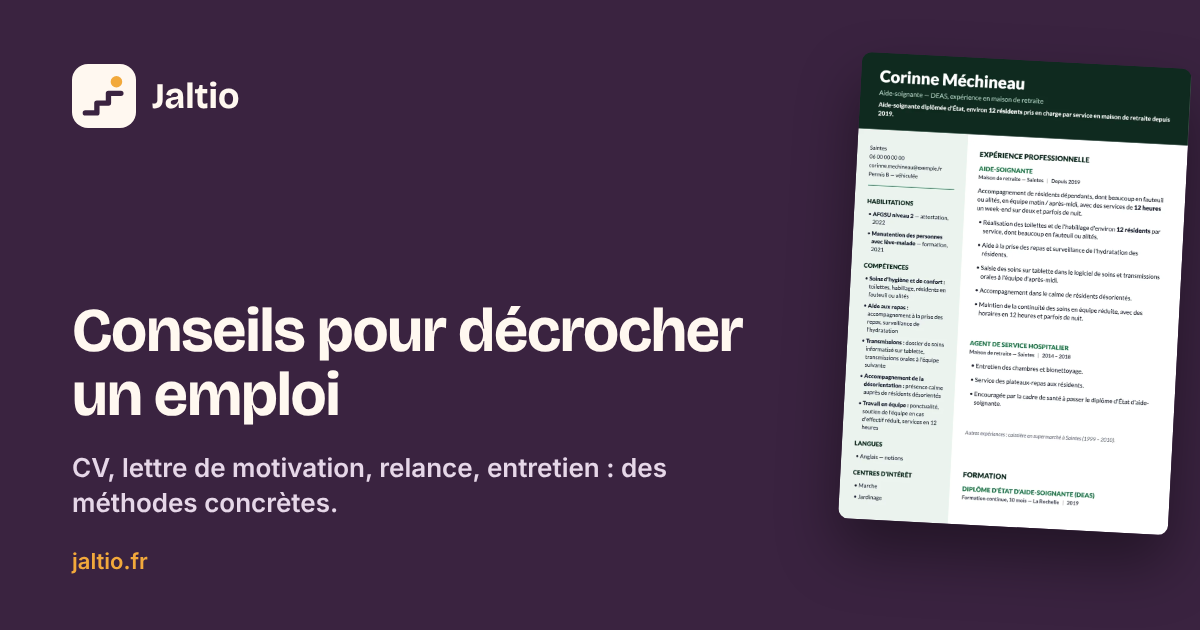 Jaltio
Conseils pour décrocher
un emploi
CV, lettre de motivation, relance, entretien : des
méthodes concrètes.
jaltio.fr
Corinne Méchineau
Aide-soignante — DEAS, expérience en maison de retraite
Aide-soignante diplômée d'État, environ 12 résidents pris en charge par service en maison de retraite depuis
2019.
Saintes
06 00 00 00 00
corinne.mechineau@exemple.fr
Permis B — véhiculée
HABILITATIONS
• AFGSU niveau 2 — attestation,
2022
• Manutention des personnes
avec lève-malade — formation,
2021
COMPÉTENCES
• Soins d'hygiène et de confort :
toilettes, habillage, résidents en
fauteuil ou alités
• Aide aux repas :
accompagnement à la prise des
repas, surveillance de
l'hydratation
• Transmissions : dossier de soins
informatisé sur tablette,
transmissions orales à l'équipe
suivante
• Accompagnement de la
désorientation : présence calme
auprès de résidents désorientés
• Travail en équipe : ponctualité,
soutien de l'équipe en cas
d'effectif réduit, services en 12
heures
LANGUES
• Anglais — notions
CENTRES D'INTÉRÊT
• Marche
• Jardinage
EXPÉRIENCE PROFESSIONNELLE
AIDE-SOIGNANTE
Maison de retraite — Saintes | Depuis 2019
Accompagnement de résidents dépendants, dont beaucoup en fauteuil
ou alités, en équipe matin / après-midi, avec des services de 12 heures
un week-end sur deux et parfois de nuit.
• Réalisation des toilettes et de l'habillage d'environ 12 résidents par
service, dont beaucoup en fauteuil ou alités.
• Aide à la prise des repas et surveillance de l'hydratation des
résidents.
• Saisie des soins sur tablette dans le logiciel de soins et transmissions
orales à l'équipe d'après-midi.
• Accompagnement dans le calme de résidents désorientés.
• Maintien de la continuité des soins en équipe réduite, avec des
horaires en 12 heures et parfois de nuit.
AGENT DE SERVICE HOSPITALIER
Maison de retraite — Saintes | 2014 – 2018
• Entretien des chambres et bionettoyage.
• Service des plateaux-repas aux résidents.
• Encouragée par la cadre de santé à passer le diplôme d'État d'aide-
soignante.
Autres expériences : caissière en supermarché à Saintes (1999 – 2010).
FORMATION
DIPLÔME D'ÉTAT D'AIDE-SOIGNANTE (DEAS)
Formation continue, 10 mois — La Rochelle | 2019